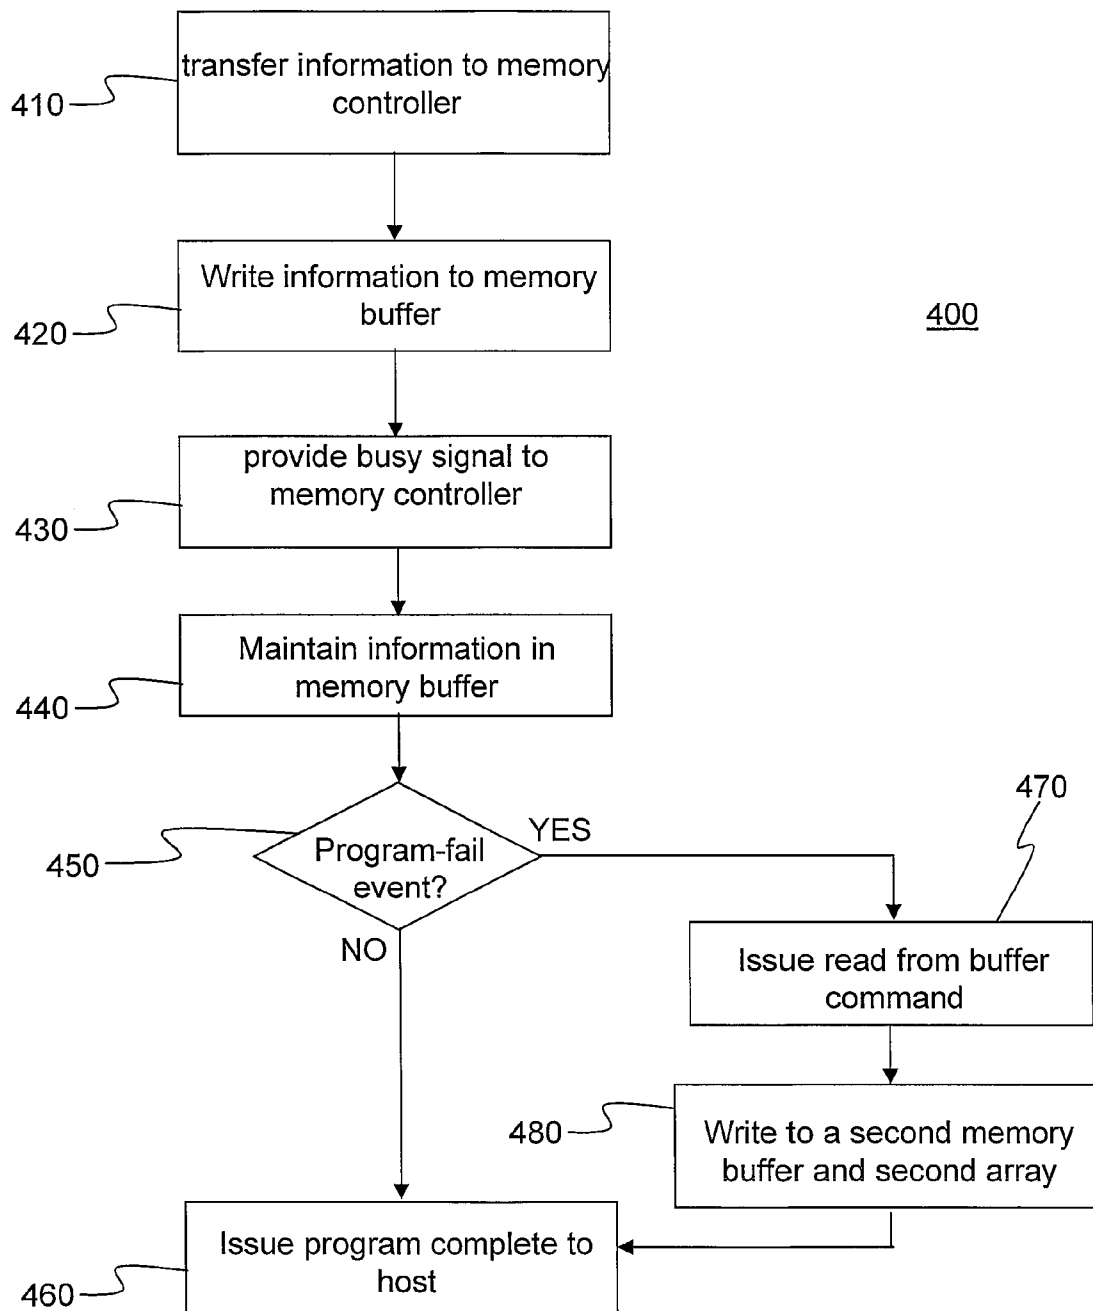 transfer information to memory
controller
410
Write information to memory
buffer
420
400
provide busy signal to
memory controller
430
Maintain information in
memory buffer
440
470
YES
Program-fail
event?
450
NO
Issue read from buffer
command
480
Write to a second memory
buffer and second array
Issue program complete to
host
460